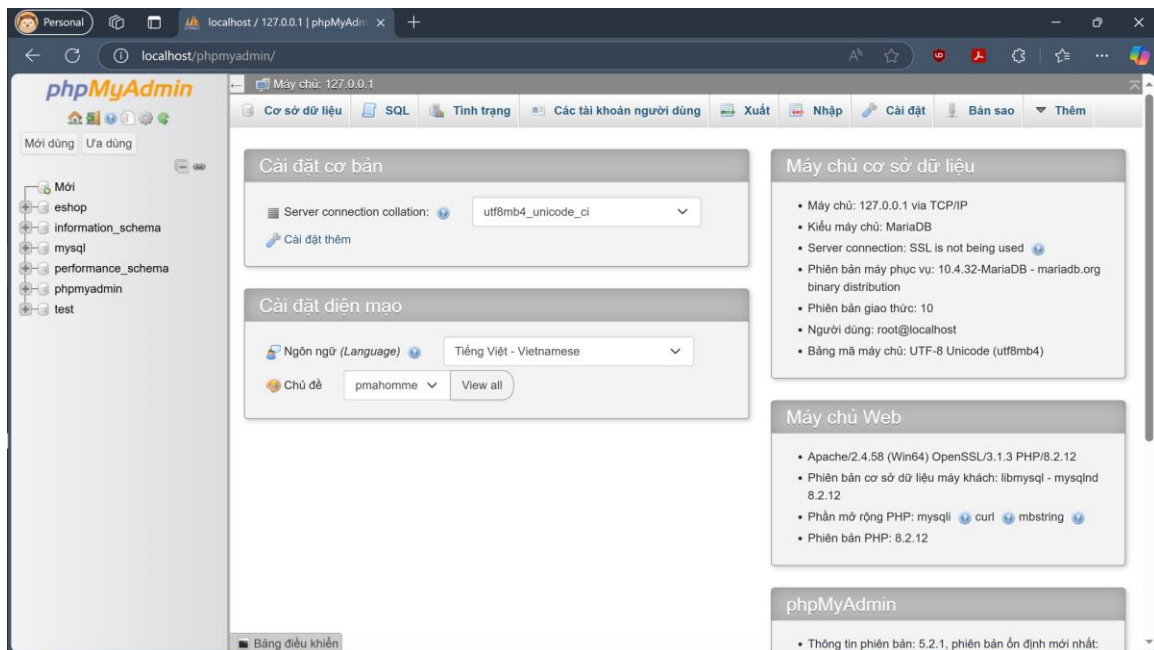 Personal
localhost / 127.0.0.1 | phpMyAdm
localhost/phpmyadmin/
phpMyAdmin
Mới dùng Ưa dùng
Mới
eshop
information_schema
mysql
performance_schema
phpmyadmin
test
Máy chủ: 127.0.0.1
Cơ sở dữ liệu SQL Tình trạng Các tài khoản người dùng Xuất Nhập Cài đặt Bản sao Thêm
Cài đặt cơ bản
Server connection collation: utf8mb4_unicode_ci
Cài đặt thêm
Cài đặt diện mạo
Ngôn ngữ (Language) Tiếng Việt - Vietnamese
Chủ đề pmahomme View all
Máy chủ cơ sở dữ liệu
• Máy chủ: 127.0.0.1 via TCP/IP
• Kiểu máy chủ: MariaDB
• Server connection: SSL is not being used
• Phiên bản máy phục vụ: 10.4.32-MariaDB - mariadb.org
binary distribution
• Phiên bản giao thức: 10
• Người dùng: root@localhost
• Bảng mã máy chủ: UTF-8 Unicode (utf8mb4)
Máy chủ Web
• Apache/2.4.58 (Win64) OpenSSL/3.1.3 PHP/8.2.12
• Phiên bản cơ sở dữ liệu máy khách: libmysql - mysqlnd
8.2.12
• Phần mở rộng PHP: mysqli curl mbstring
• Phiên bản PHP: 8.2.12
phpMyAdmin
• Thông tin phiên bản: 5.2.1, phiên bản ổn định mới nhất:
Bảng điều khiển